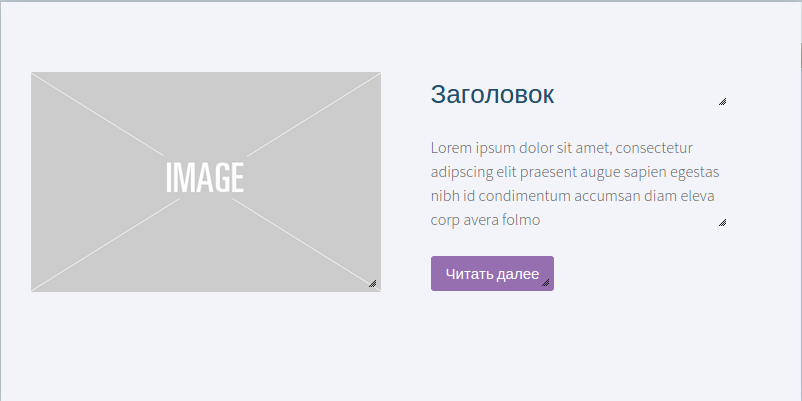 IMAGE
Заголовок
Lorem ipsum dolor sit amet, consectetur
adipscing elit praesent augue sapien egestas
nibh id condimentum accumsan diam eleva
corp avera folmo
Читать далее